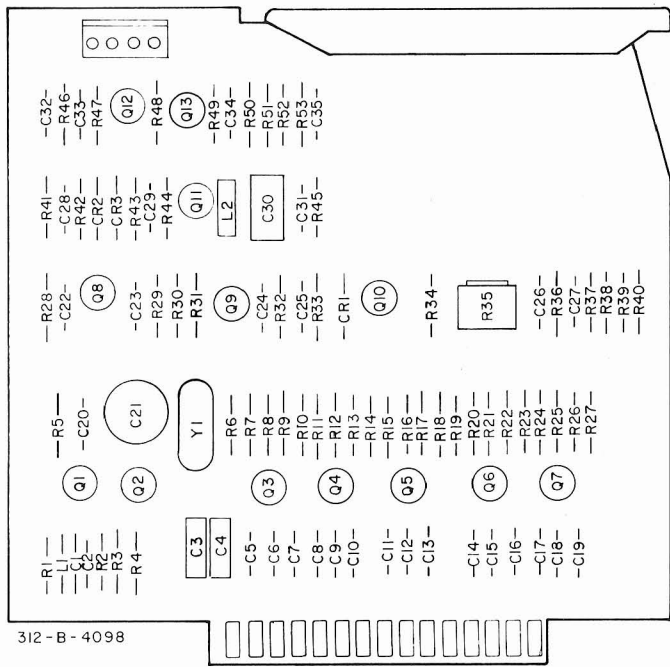 C32 R46 C33 R47 Q12 R48 Q13 R49 C34 R50 R51 R52 R53 C35
R41 C28 R42 CR2 CR3 R43 C29 R44 Q11 L2 C30 C31 R45
R28 C22 Q8 C23 R29 R30 R31 Q9 C24 R32 C25 R33 CR1 Q10 R34 R35 C26 R36 C27 R37 R38 R39 R40
R5 C20 C21 Y1 R6 R7 R8 R9 R10 R11 R12 R13 R14 R15 R16 R17 R18 R19 R20 R21 R22 R23 R24 R25 R26 R27
Q1 Q2 Q3 Q4 Q5 Q6 Q7
R1 L1 C1 C2 R2 R3 R4 C3 C4 C5 C6 C7 C8 C9 C10 C11 C12 C13 C14 C15 C16 C17 C18 C19
312-B-4098